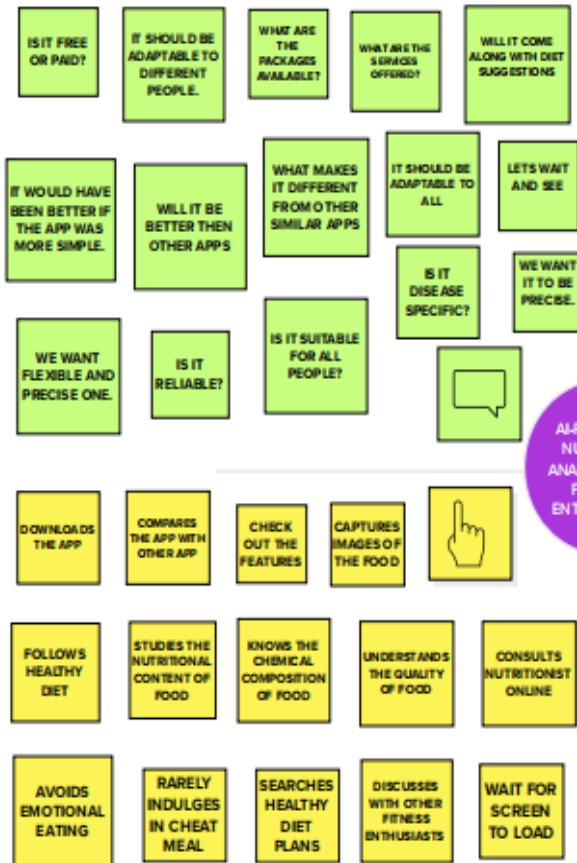 IS IT FREE
OR PAID?
IT SHOULD BE
ADAPTABLE TO
DIFFERENT
PEOPLE.
WHAT ARE
THE
PACKAGES
AVAILABLE?
WHAT ARE THE
SERVICES
OFFERED?
WILL IT COME
ALONG WITH DIET
SUGGESTIONS
IT WOULD HAVE
BEEN BETTER IF
THE APP WAS
MORE SIMPLE.
WILL IT BE
BETTER THEN
OTHER APPS
WHAT MAKES
IT DIFFERENT
FROM OTHER
SIMILAR APPS
IT SHOULD BE
ADAPTABLE TO
ALL
LETS WAIT
AND SEE
IS IT
DISEASE
SPECIFIC?
WE WANT
IT TO BE
PRECISE.
WE WANT
FLEXIBLE AND
PRECISE ONE.
IS IT
RELIABLE?
IS IT SUITABLE
FOR ALL
PEOPLE?
DOWNLOADS
THE APP
COMPARES
THE APP WITH
OTHER APP
CHECK
OUT THE
FEATURES
CAPTURES
IMAGES OF
THE FOOD
FOLLOWS
HEALTHY
DIET
STUDIES THE
NUTRITIONAL
CONTENT OF
FOOD
KNOWS THE
CHEMICAL
COMPOSITION
OF FOOD
UNDERSTANDS
THE QUALITY
OF FOOD
CONSULTS
NUTRITIONIST
ONLINE
AVOIDS
EMOTIONAL
EATING
RARELY
INDULGES
IN CHEAT
MEAL
SEARCHES
HEALTHY
DIET
PLANS
DISCUSSES
WITH OTHER
FITNESS
ENTHUSIASTS
WAIT FOR
SCREEN
TO LOAD